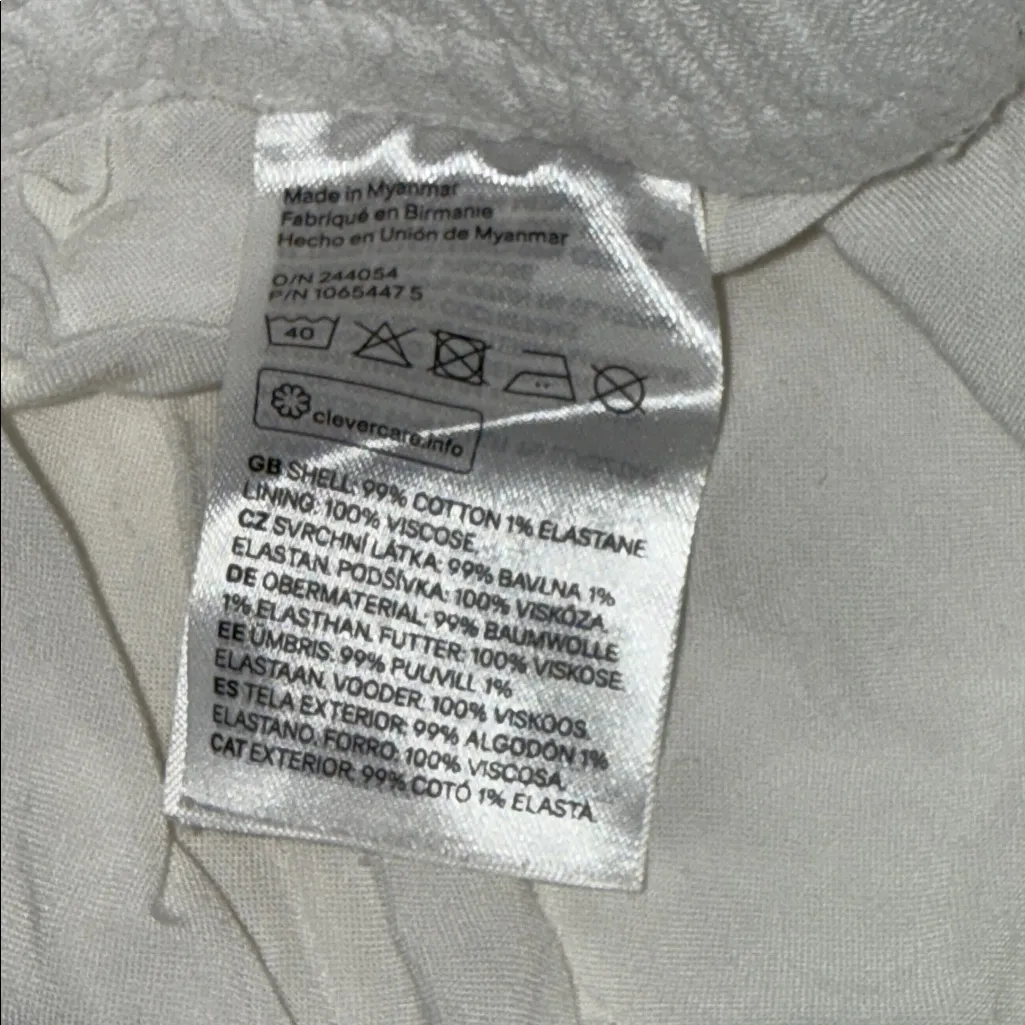 Made in Myanmar
Fabriqué en Birmanie
Hecho en Unión de Myanmar
O/N 244054
P/N 1065447 5
40
clevercare.info
GB SHELL: 99% COTTON 1% ELASTANE
LINING: 100% VISCOSE.
CZ SVRCHNÍ LÁTKA: 99% BAVLNA 1%
ELASTAN. PODŠÍVKA: 100% VISKÓZA.
DE OBERMATERIAL: 99% BAUMWOLLE
1% ELASTHAN. FUTTER: 100% VISKOSE.
EE ÜMBRIS: 99% PUUVILL 1%
ELASTAAN. VOODER: 100% VISKOOS.
ES TELA EXTERIOR: 99% ALGODÓN 1%
ELASTANO. FORRO: 100% VISCOSA.
CAT EXTERIOR: 99% COTÓ 1% ELASTA.